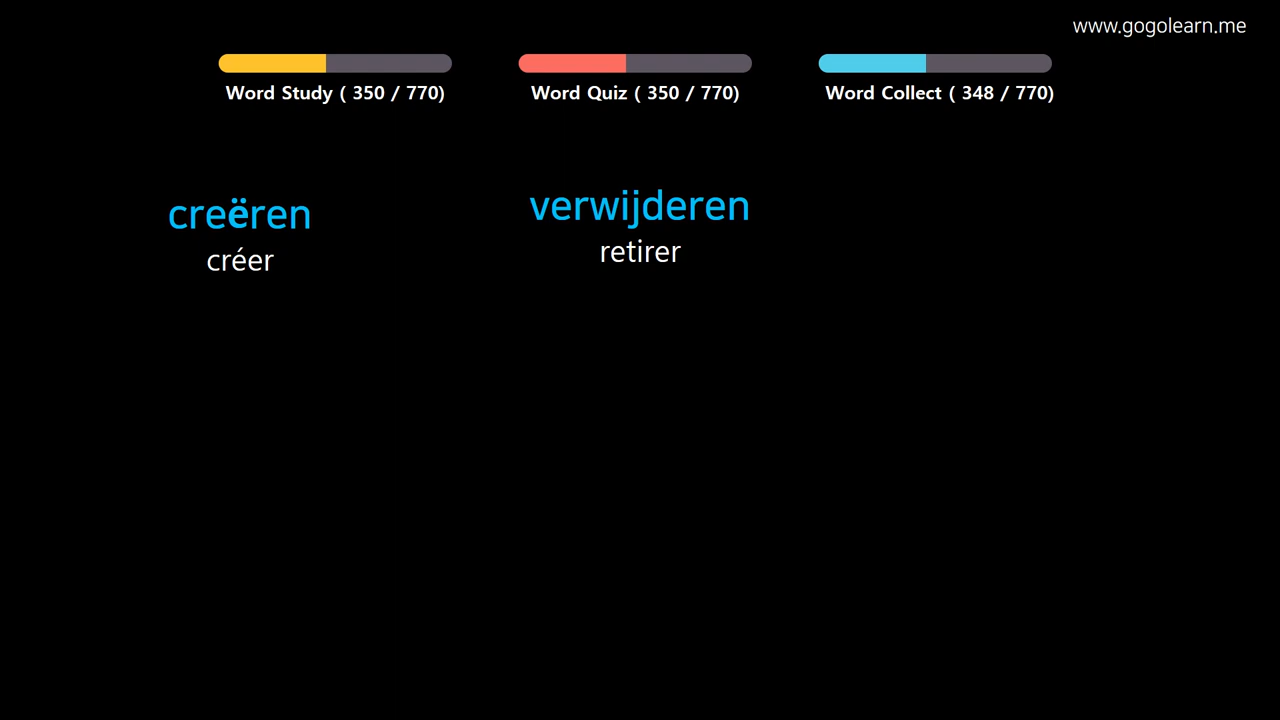 www.gogolearn.me
Word Study ( 350 / 770)
Word Quiz ( 350 / 770)
Word Collect ( 348 / 770)
creëren
créer
verwijderen
retirer